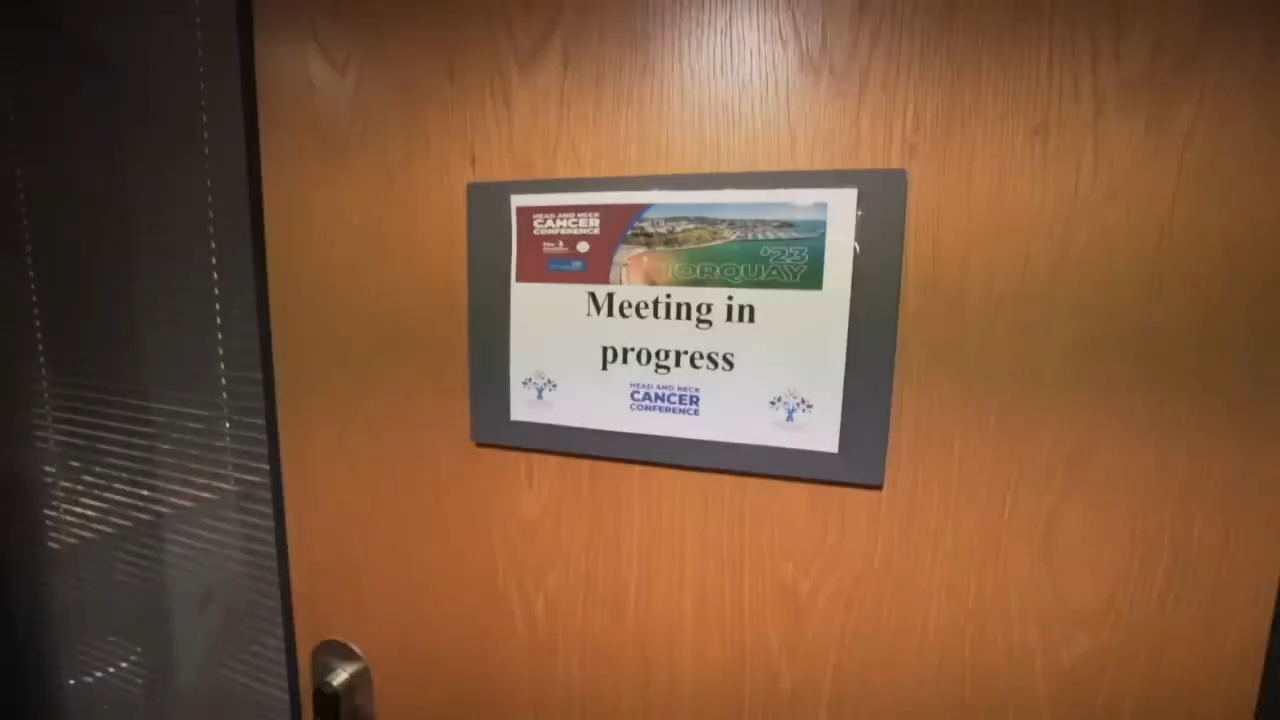 HEAD AND NECK
CANCER
CONFERENCE
'23
TORQUAY
Meeting in
progress
HEAD AND NECK
CANCER
CONFERENCE